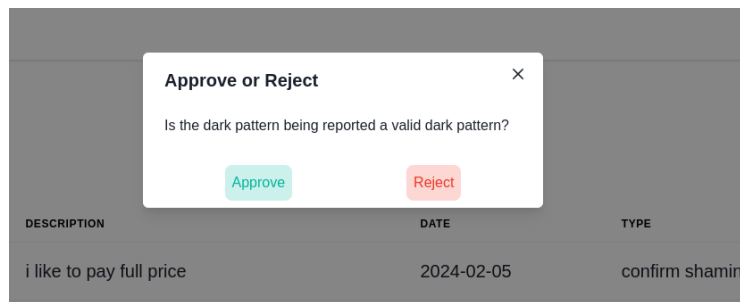 Approve or Reject
Is the dark pattern being reported a valid dark pattern?
Approve Reject
DESCRIPTION DATE TYPE
i like to pay full price 2024-02-05 confirm shamin